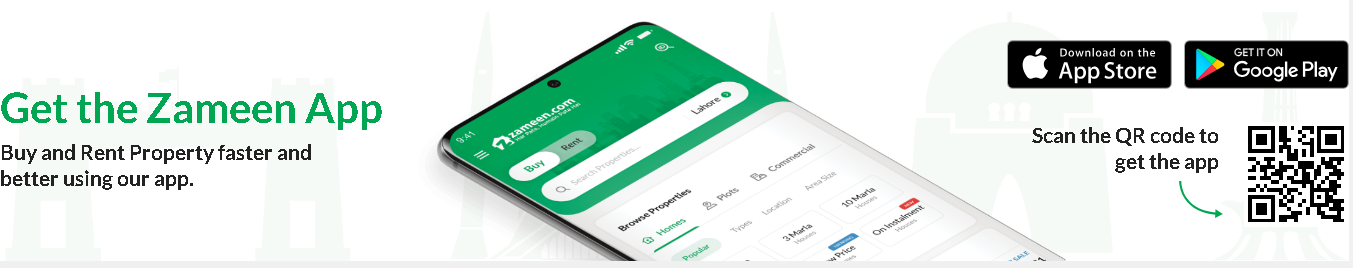 Get the Zameen App
Buy and Rent Property faster and
better using our app.
9:41
zameen.com
Buy
Rent
Lahore
Search Properties...
Browse Properties
Homes
Plots
Commercial
Popular
Types
Location
Area Size
3 Marla
Houses
10 Marla
Houses
Price
On Instalment
Houses
Download on the
App Store
GET IT ON
Google Play
Scan the QR code to
get the app